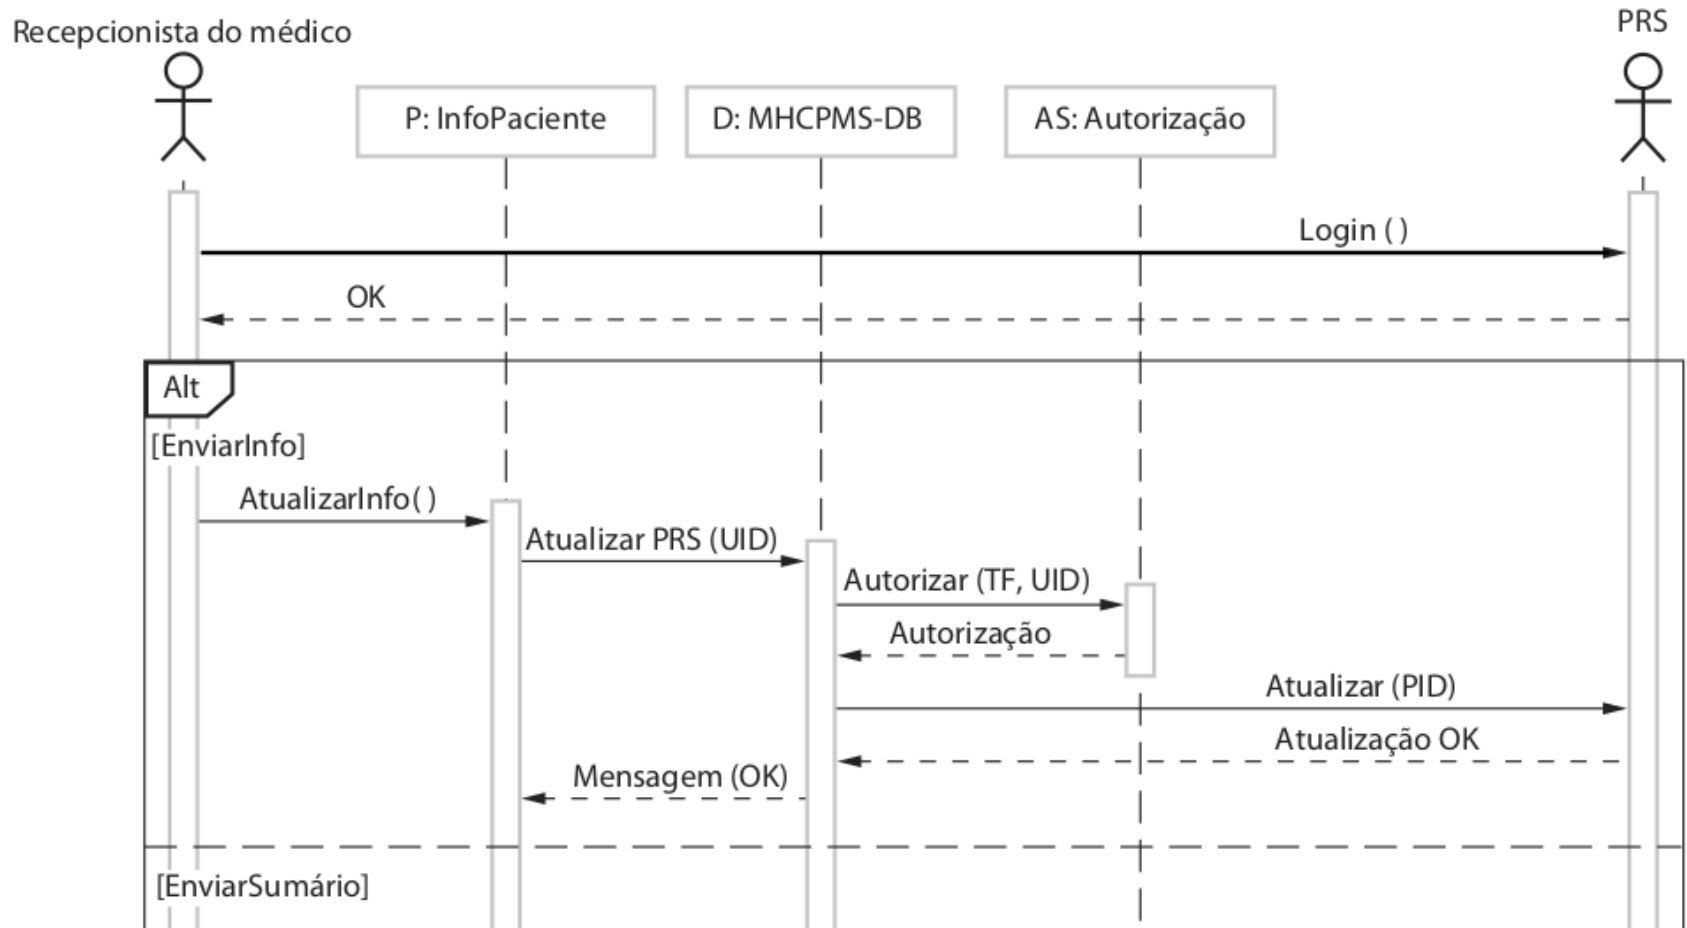 Recepcionista do médico
PRS
P: InfoPaciente
D: MHCPMS-DB
AS: Autorização
Login ( )
OK
Alt
[EnviarInfo]
AtualizarInfo( )
Atualizar PRS (UID)
Autorizar (TF, UID)
Autorização
Atualizar (PID)
Atualização OK
Mensagem (OK)
[EnviarSumário]